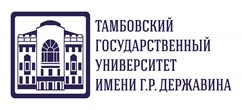 ТАМБОВСКИЙ
ГОСУДАРСТВЕННЫЙ
УНИВЕРСИТЕТ
ИМЕНИ Г.Р. ДЕРЖАВИНА